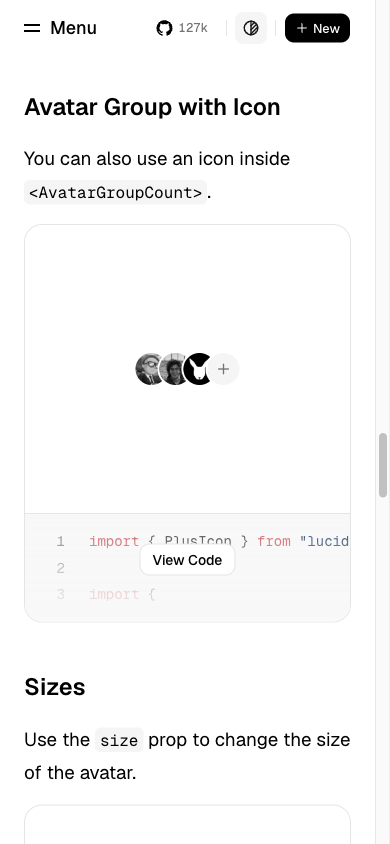 Menu
127k
New
Avatar Group with Icon
You can also use an icon inside
<AvatarGroupCount>.
1 import { PlusIcon } from "lucid
View Code
2
3 import {
Sizes
Use the size prop to change the size
of the avatar.